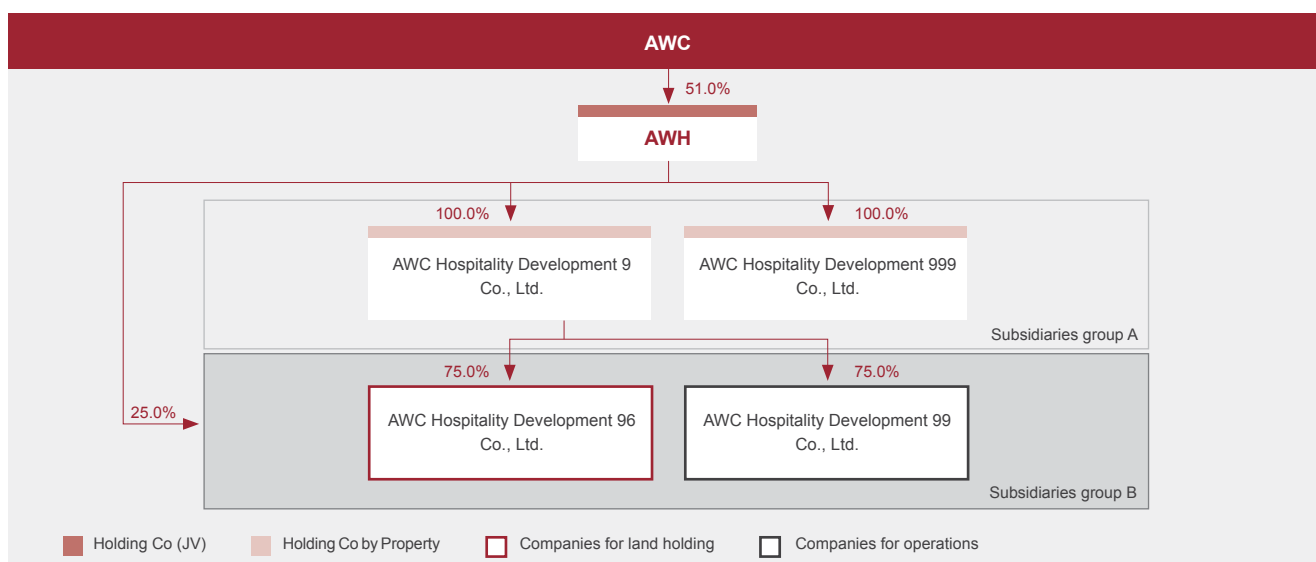 AWC
51.0%
AWH
100.0%
100.0%
AWC Hospitality Development 9
Co., Ltd.
AWC Hospitality Development 999
Co., Ltd.
Subsidiaries group A
75.0%
75.0%
25.0%
AWC Hospitality Development 96
Co., Ltd.
AWC Hospitality Development 99
Co., Ltd.
Subsidiaries group B
Holding Co (JV)
Holding Co by Property
Companies for land holding
Companies for operations